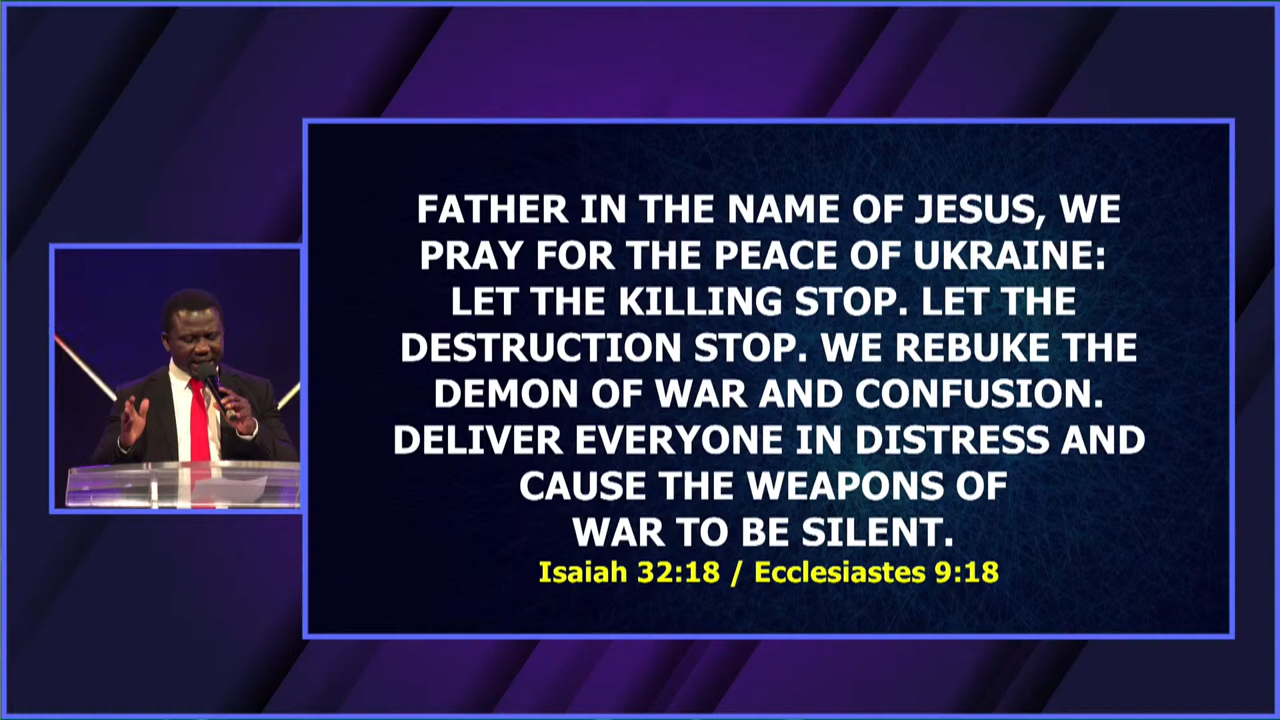 FATHER IN THE NAME OF JESUS, WE
PRAY FOR THE PEACE OF UKRAINE:
LET THE KILLING STOP. LET THE
DESTRUCTION STOP. WE REBUKE THE
DEMON OF WAR AND CONFUSION.
DELIVER EVERYONE IN DISTRESS AND
CAUSE THE WEAPONS OF
WAR TO BE SILENT.
Isaiah 32:18 / Ecclesiastes 9:18